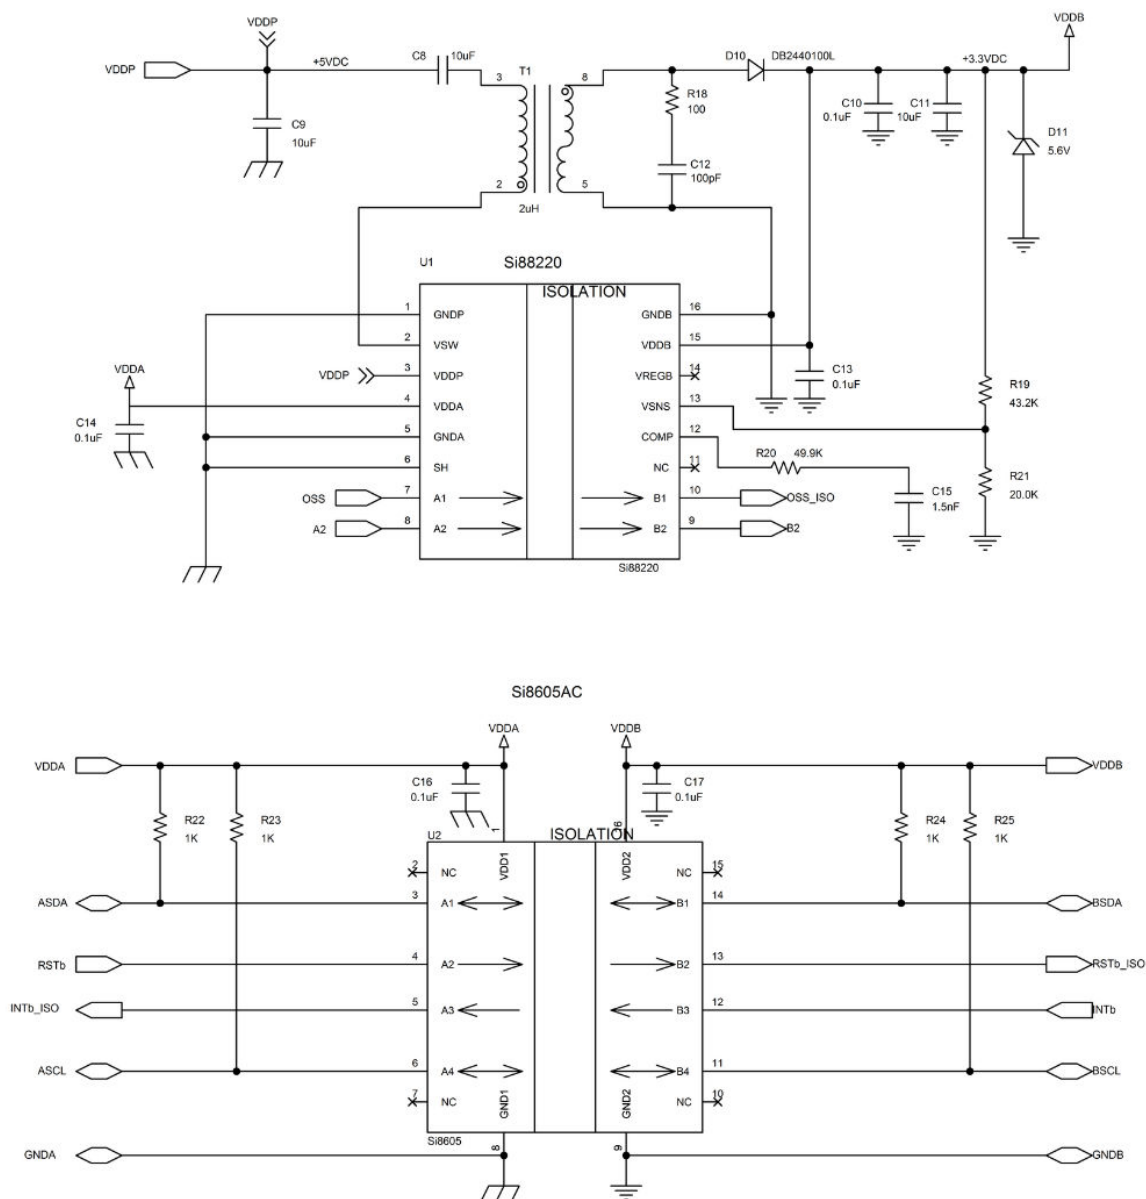 VDDP
VDDB
VDDP
+5VDC
C8
10uF
T1
3
8
D10
DB2440100L
+3.3VDC
R18
100
C10
0.1uF
C11
10uF
C9
10uF
D11
5.6V
C12
100pF
2
5
2uH
U1
Si88220
ISOLATION
1
GNDP
GNDB
16
2
VSW
VDDB
15
VDDP
3
VDDP
VREGB
14
C13
0.1uF
VDDA
4
VDDA
VSNS
13
R19
43.2K
C14
0.1uF
5
GNDA
COMP
12
R20
49.9K
6
SH
NC
11
R21
20.0K
C15
1.5nF
OSS
7
A1
B1
10
OSS_ISO
A2
8
A2
B2
9
B2
Si88220
Si8605AC
VDDA
VDDB
VDDA
C16
0.1uF
C17
0.1uF
VDDB
R22
1K
R23
1K
R24
1K
R25
1K
U2
1
ISOLATION
16
2
NC
VDD1
VDD2
NC
15
ASDA
3
A1
B1
14
BSDA
RSTb
4
A2
B2
13
RSTb_ISO
INTb_ISO
5
A3
B3
12
INTb
ASCL
6
A4
B4
11
BSCL
7
NC
GND1
GND2
NC
10
Si8605
8
9
GNDA
GNDB